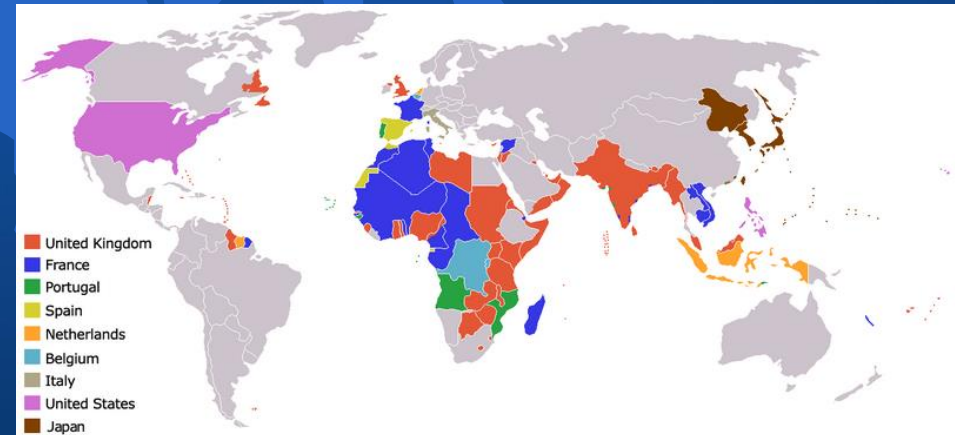 United Kingdom
France
Portugal
Spain
Netherlands
Belgium
Italy
United States
Japan